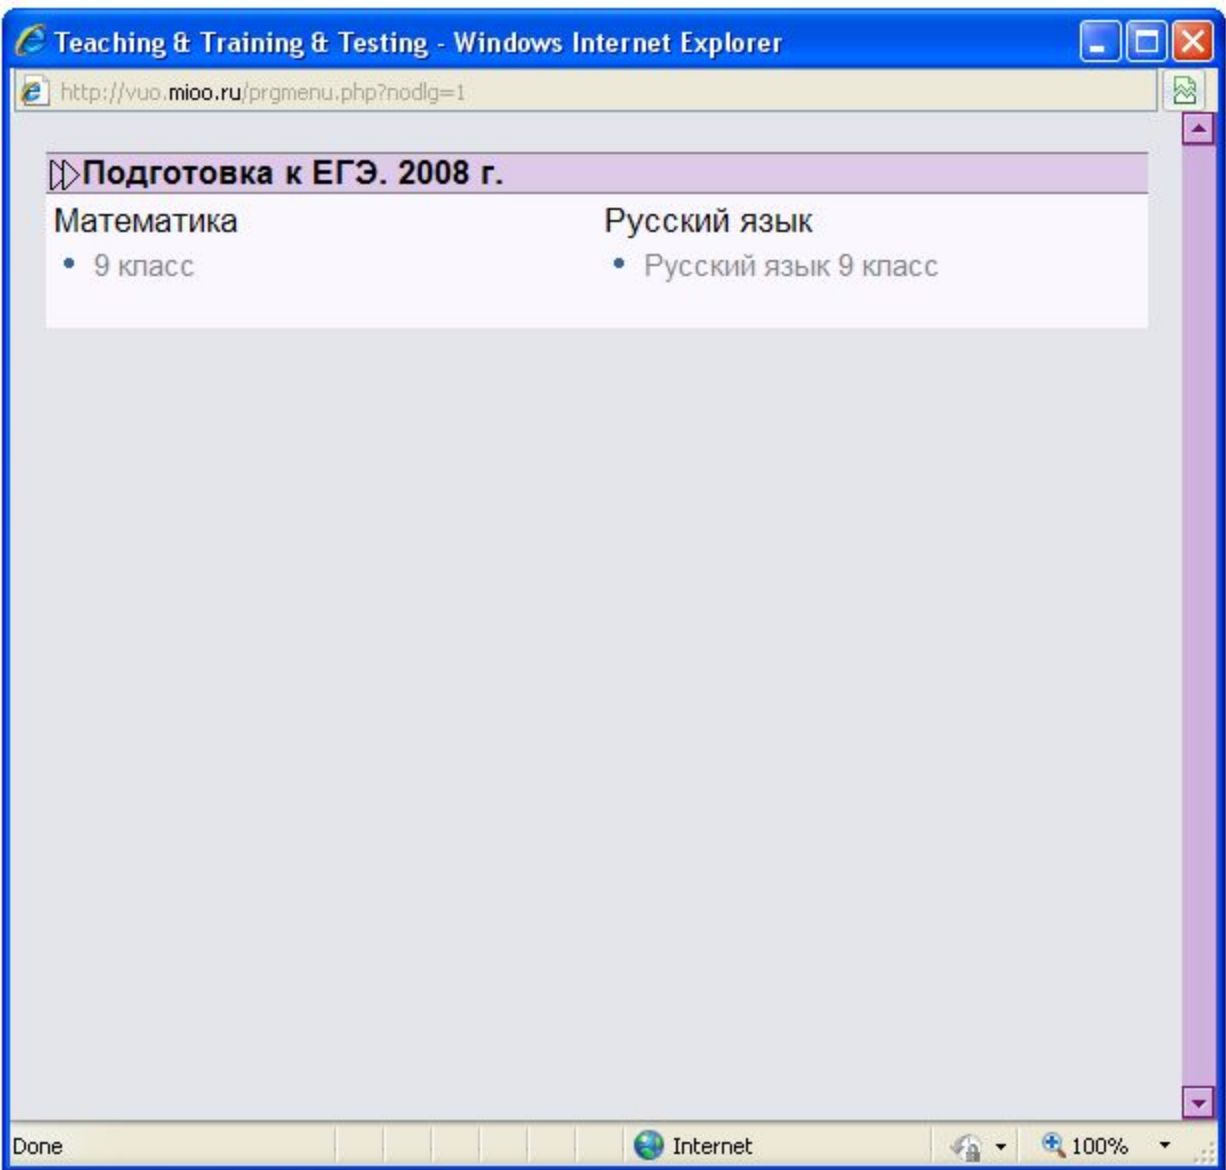 Teaching & Training & Testing - Windows Internet Explorer
http://vuo.mioo.ru/prgmenu.php?nodlg=1
Подготовка к ЕГЭ. 2008 г.
Математика
• 9 класс
Русский язык
• Русский язык 9 класс
Done
Internet
100%